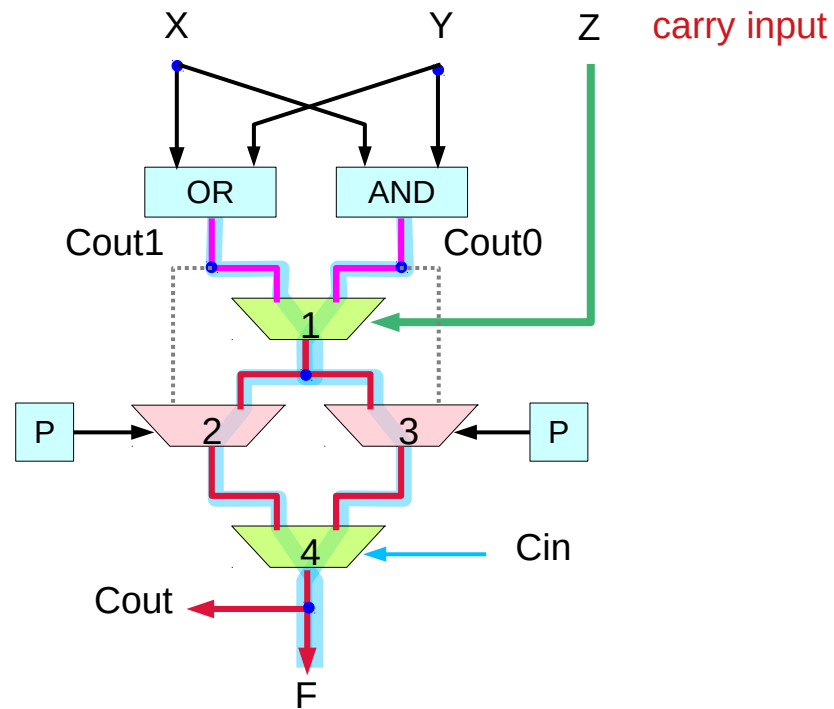 X Y Z carry input
OR AND
Cout1 Cout0
1
P 2 3 P
4 Cin
Cout
F